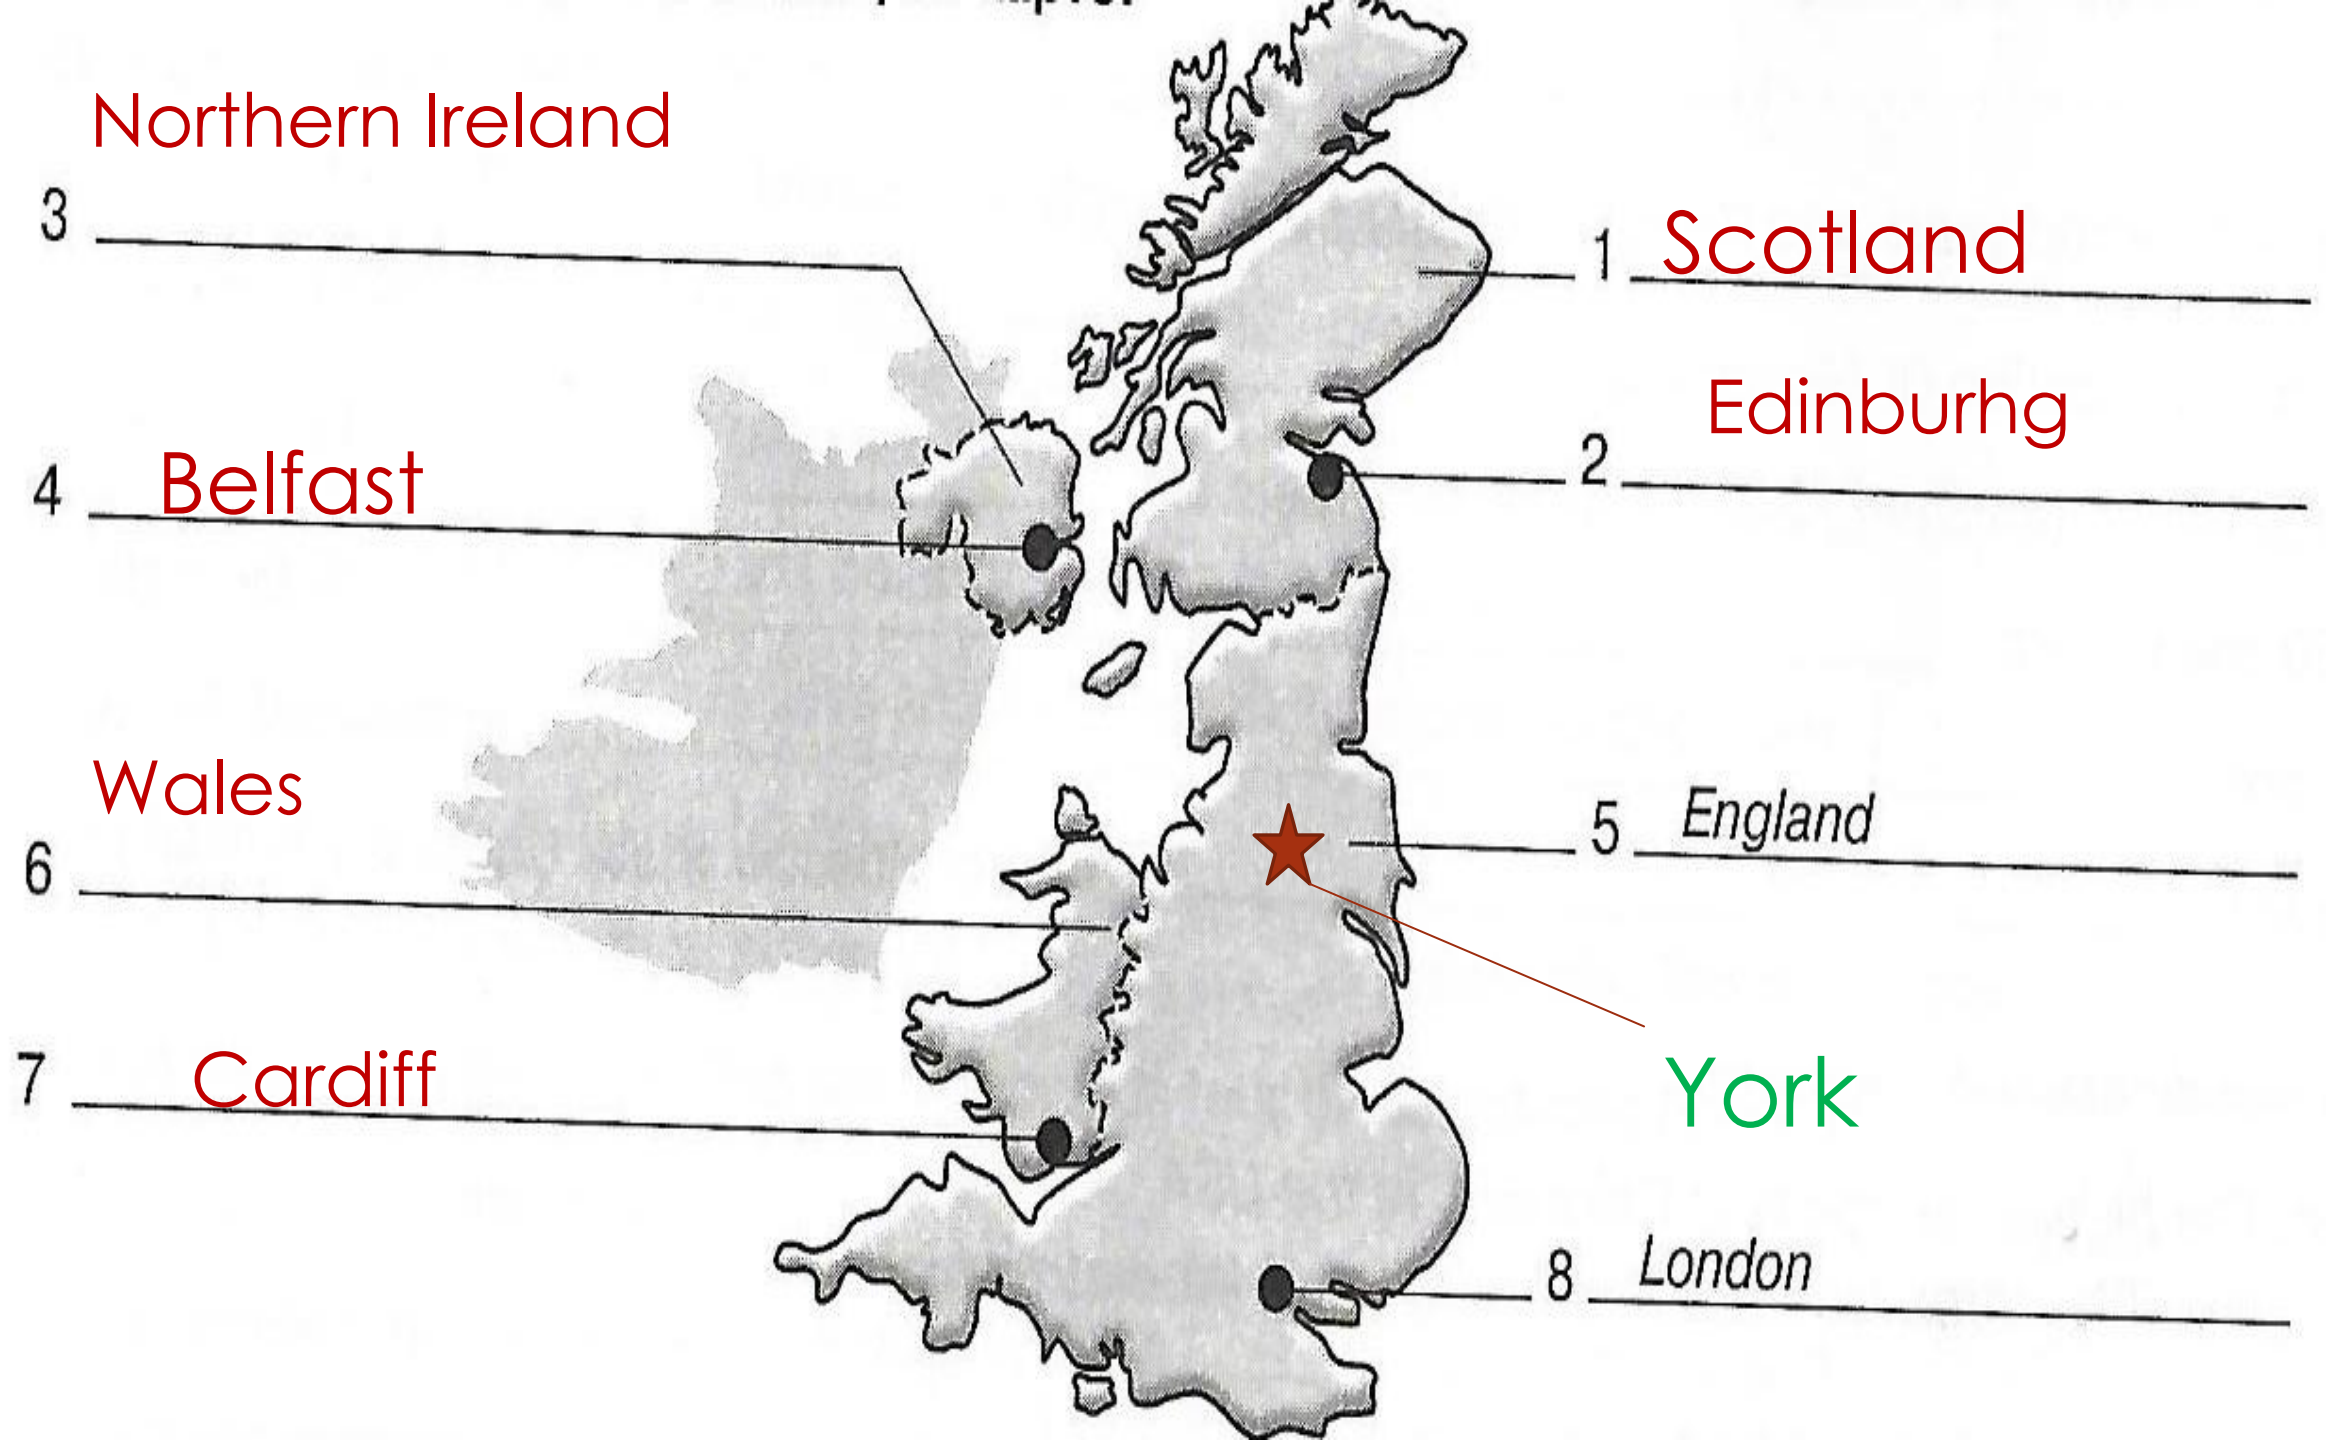 Northern Ireland
3
1 Scotland
Edinburhg
2
4 Belfast
Wales
5 England
6
7 Cardiff
York
8 London